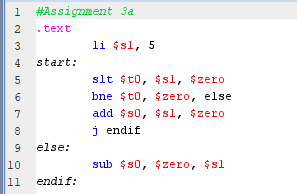 1 #Assignment 3a
2 .text
3 li $s1, 5
4 start:
5 slt $t0, $s1, $zero
6 bne $t0, $zero, else
7 add $s0, $s1, $zero
8 j endif
9 else:
10 sub $s0, $zero, $s1
11 endif: